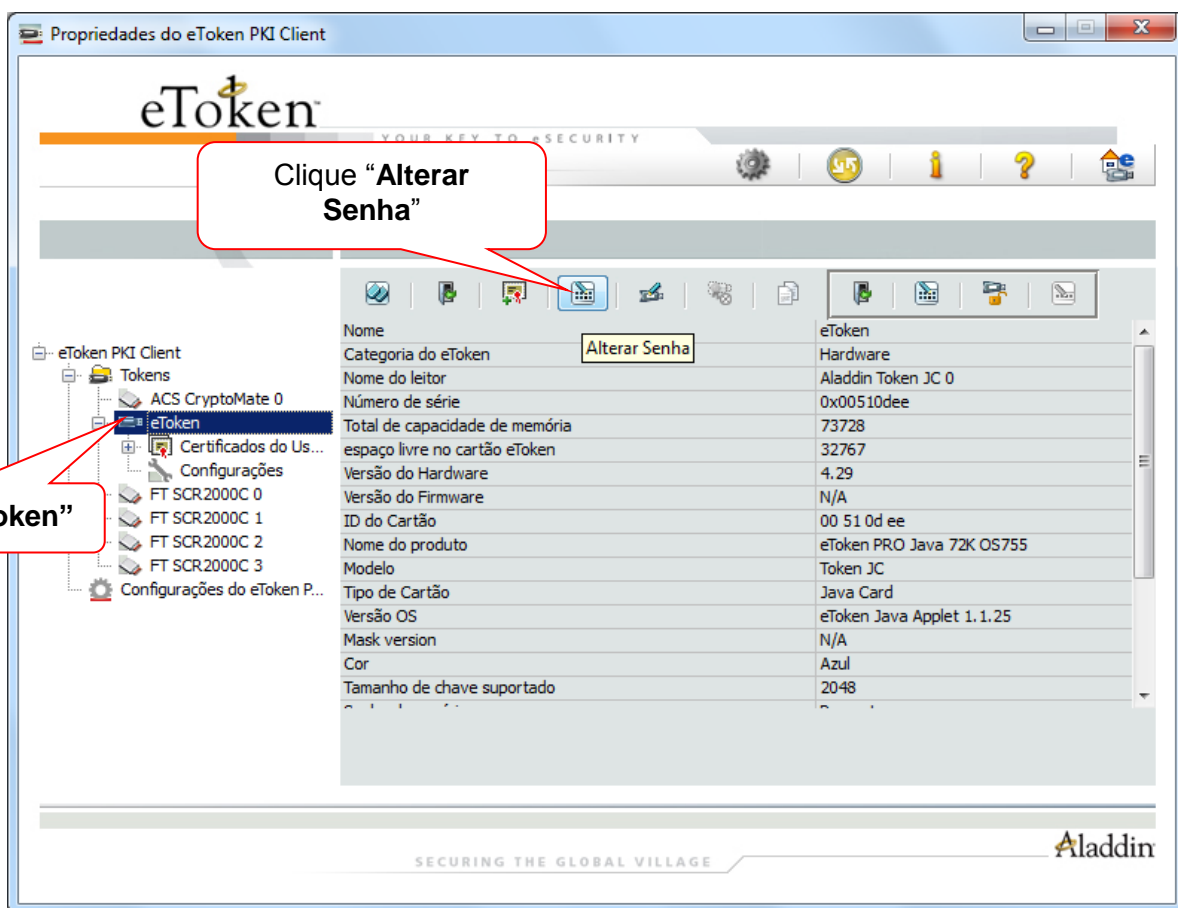 Propriedades do eToken PKI Client
eToken
YOUR KEY TO eSECURITY
Clique “Alterar
Senha”
Alterar Senha
eToken PKI Client
Tokens
ACS CryptoMate 0
eToken
Certificados do Us...
Configurações
FT SCR2000C 0
FT SCR2000C 1
FT SCR2000C 2
FT SCR2000C 3
Configurações do eToken P...
oken”
Nome eToken
Categoria do eToken Hardware
Nome do leitor Aladdin Token JC 0
Número de série 0x00510dee
Total de capacidade de memória 73728
espaço livre no cartão eToken 32767
Versão do Hardware 4.29
Versão do Firmware N/A
ID do Cartão 00 51 0d ee
Nome do produto eToken PRO Java 72K OS755
Modelo Token JC
Tipo de Cartão Java Card
Versão OS eToken Java Applet 1.1.25
Mask version N/A
Cor Azul
Tamanho de chave suportado 2048
SECURING THE GLOBAL VILLAGE
Aladdin